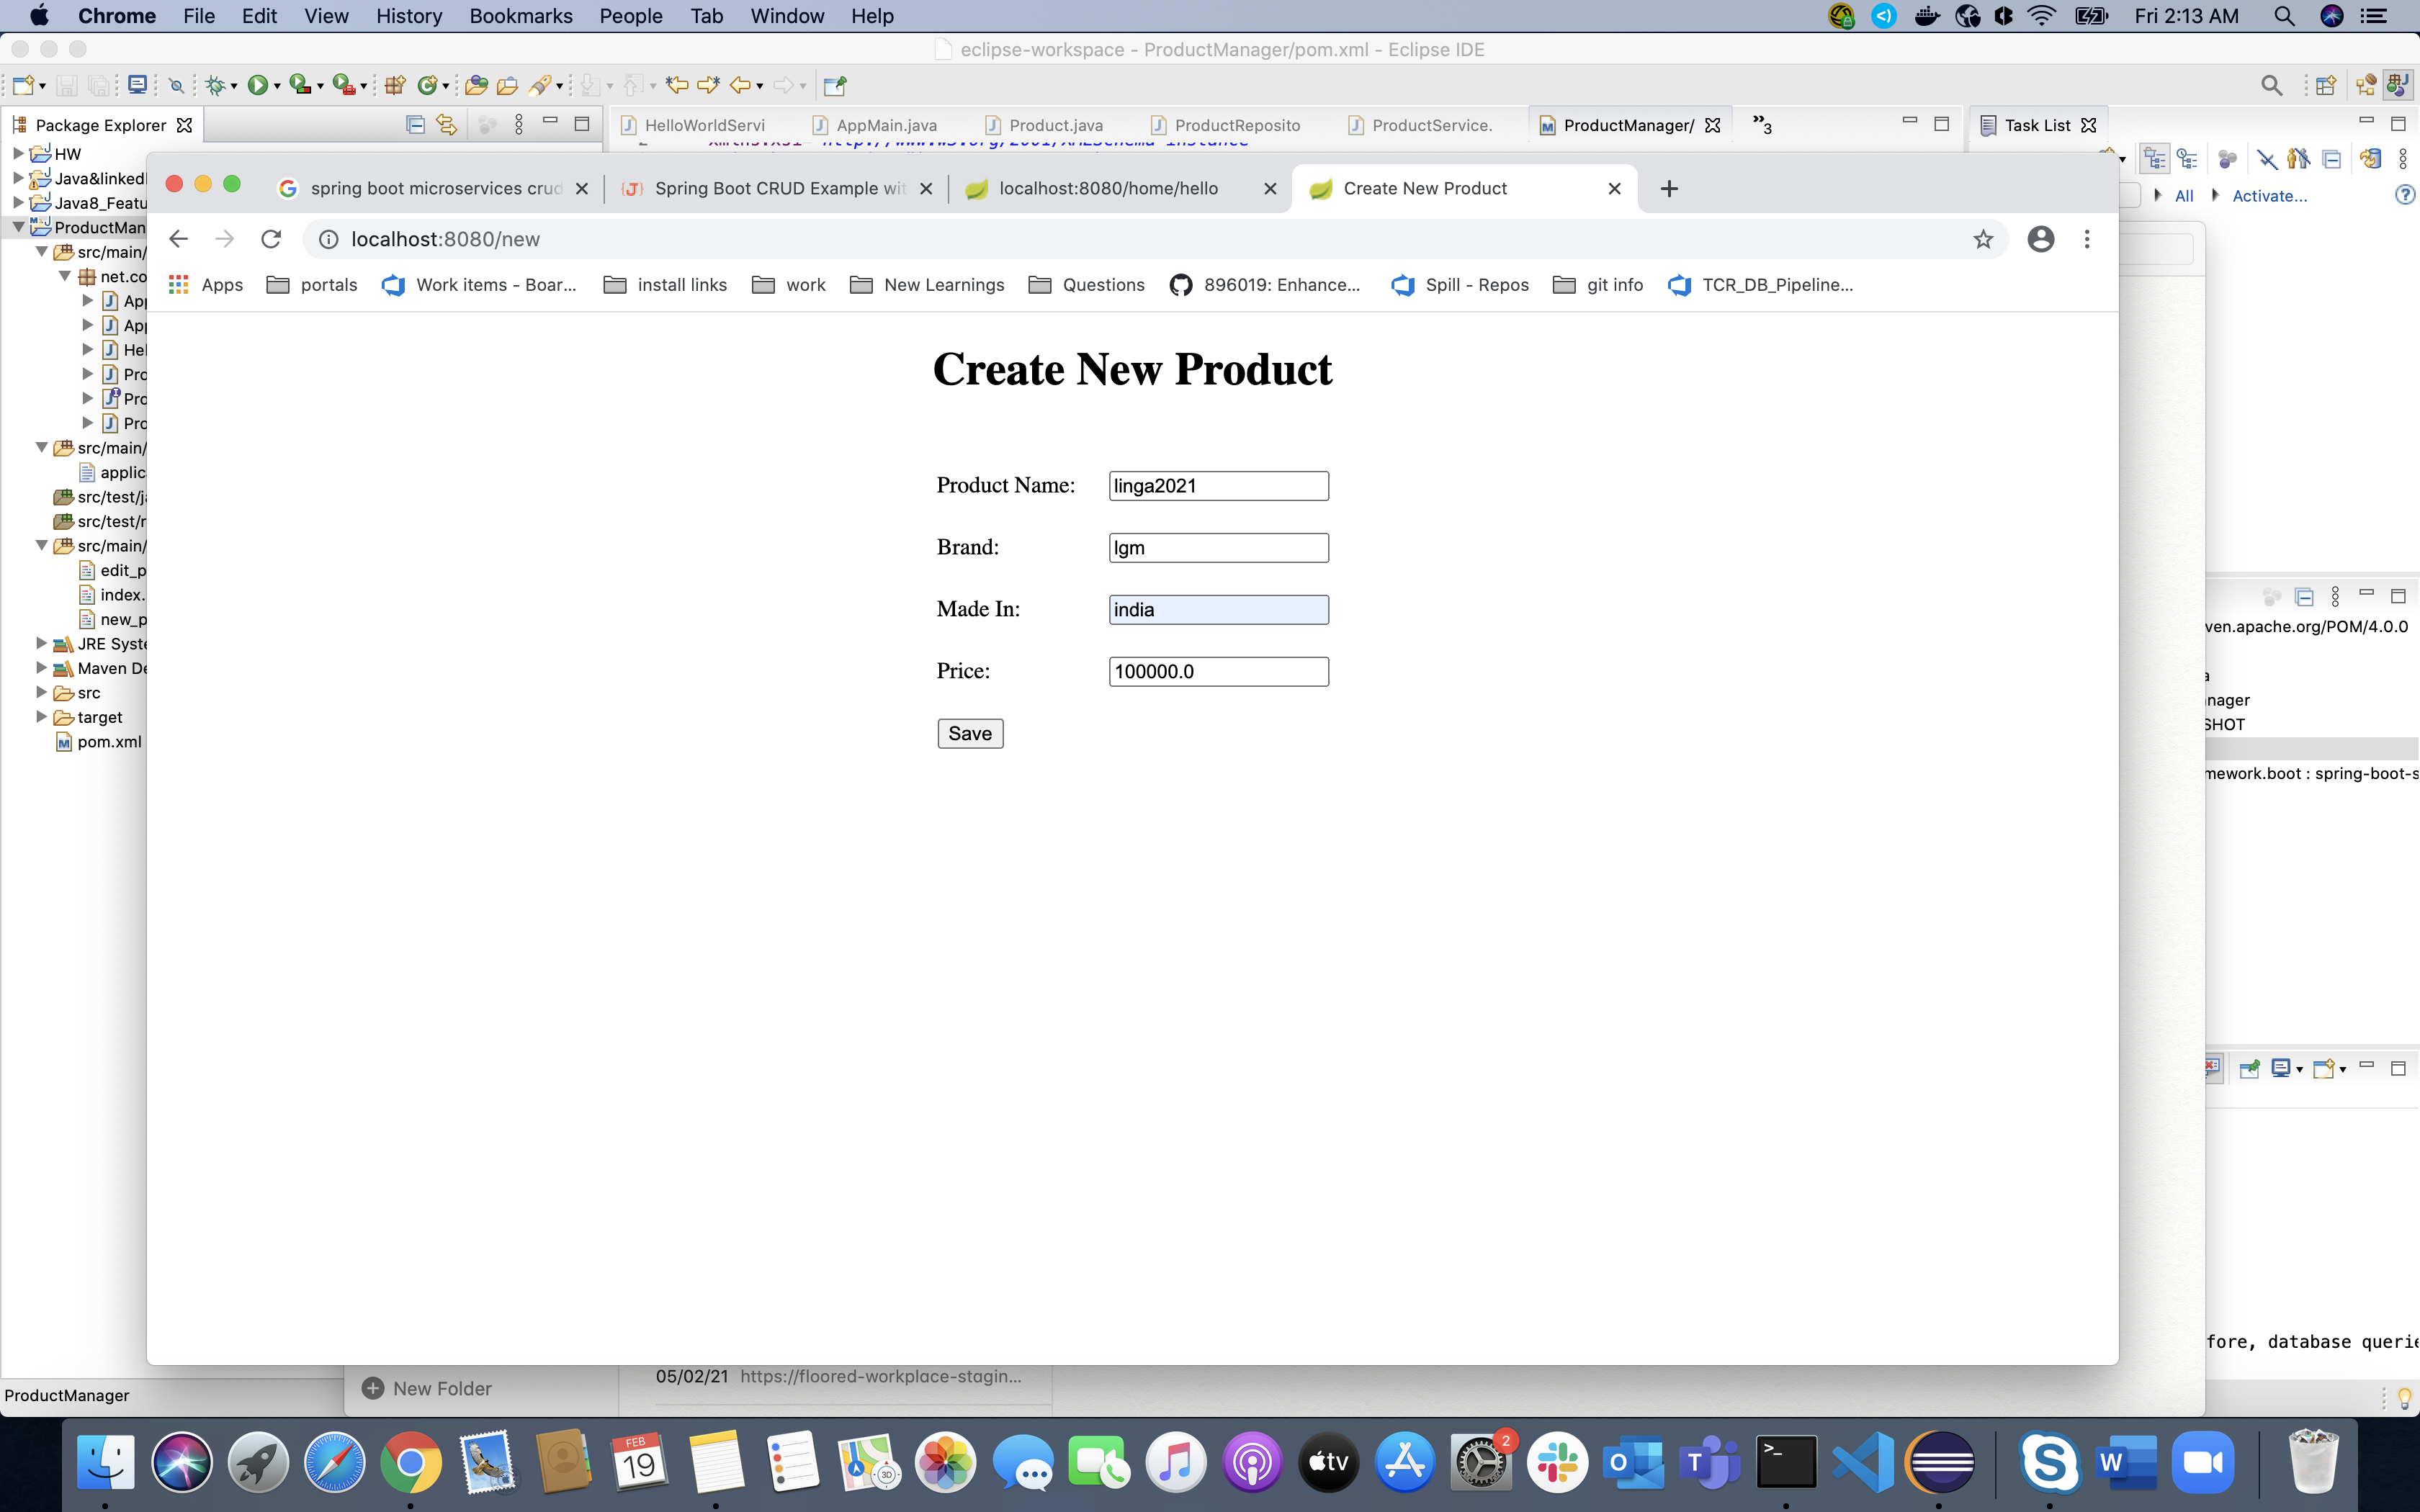 Chrome File Edit View History Bookmarks People Tab Window Help Fri 2:13 AM
eclipse-workspace - ProductManager/pom.xml - Eclipse IDE
Package Explorer HelloWorldServi AppMain.java Product.java ProductReposito ProductService. ProductManager/ »3 Task List
HW
Java&linkedl
Java8_Featu
ProductMan
src/main/
net.co
App
App
Hel
Pro
Pro
Pro
src/main/
applic
src/test/ja
src/test/r
src/main/
edit_p
index.
new_p
JRE Syste
Maven De
src
target
pom.xml
All Activate...
spring boot microservices crud Spring Boot CRUD Example wit localhost:8080/home/hello Create New Product
localhost:8080/new
Apps portals Work items - Boar... install links work New Learnings Questions 896019: Enhance... Spill - Repos git info TCR_DB_Pipeline...
Create New Product
Product Name: linga2021
Brand: lgm
Made In: india
Price: 100000.0
Save
ven.apache.org/POM/4.0.0
nager
SHOT
mework.boot : spring-boot-s
fore, database querie
05/02/21 https://floored-workplace-stagin...
New Folder
ProductManager
FEB
19
3D
tv
2